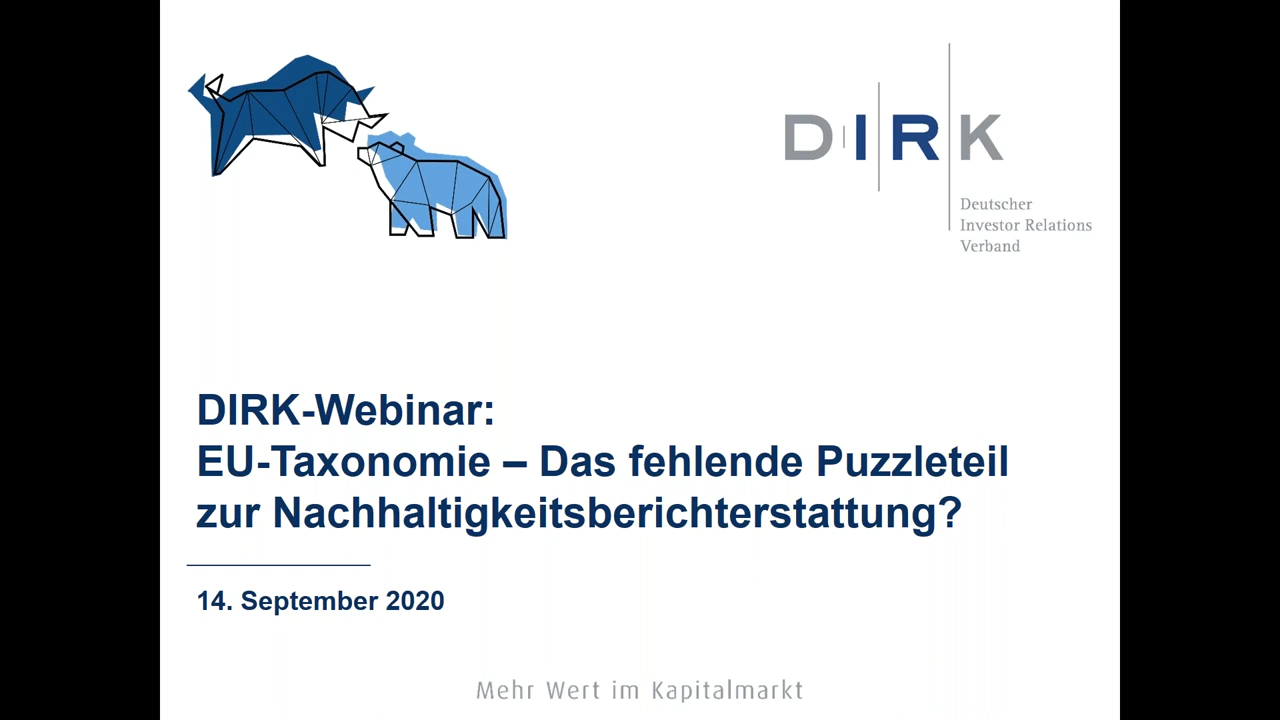 DIRK
Deutscher
Investor Relations
Verband
DIRK-Webinar:
EU-Taxonomie – Das fehlende Puzzleteil
zur Nachhaltigkeitsberichterstattung?
14. September 2020
Mehr Wert im Kapitalmarkt